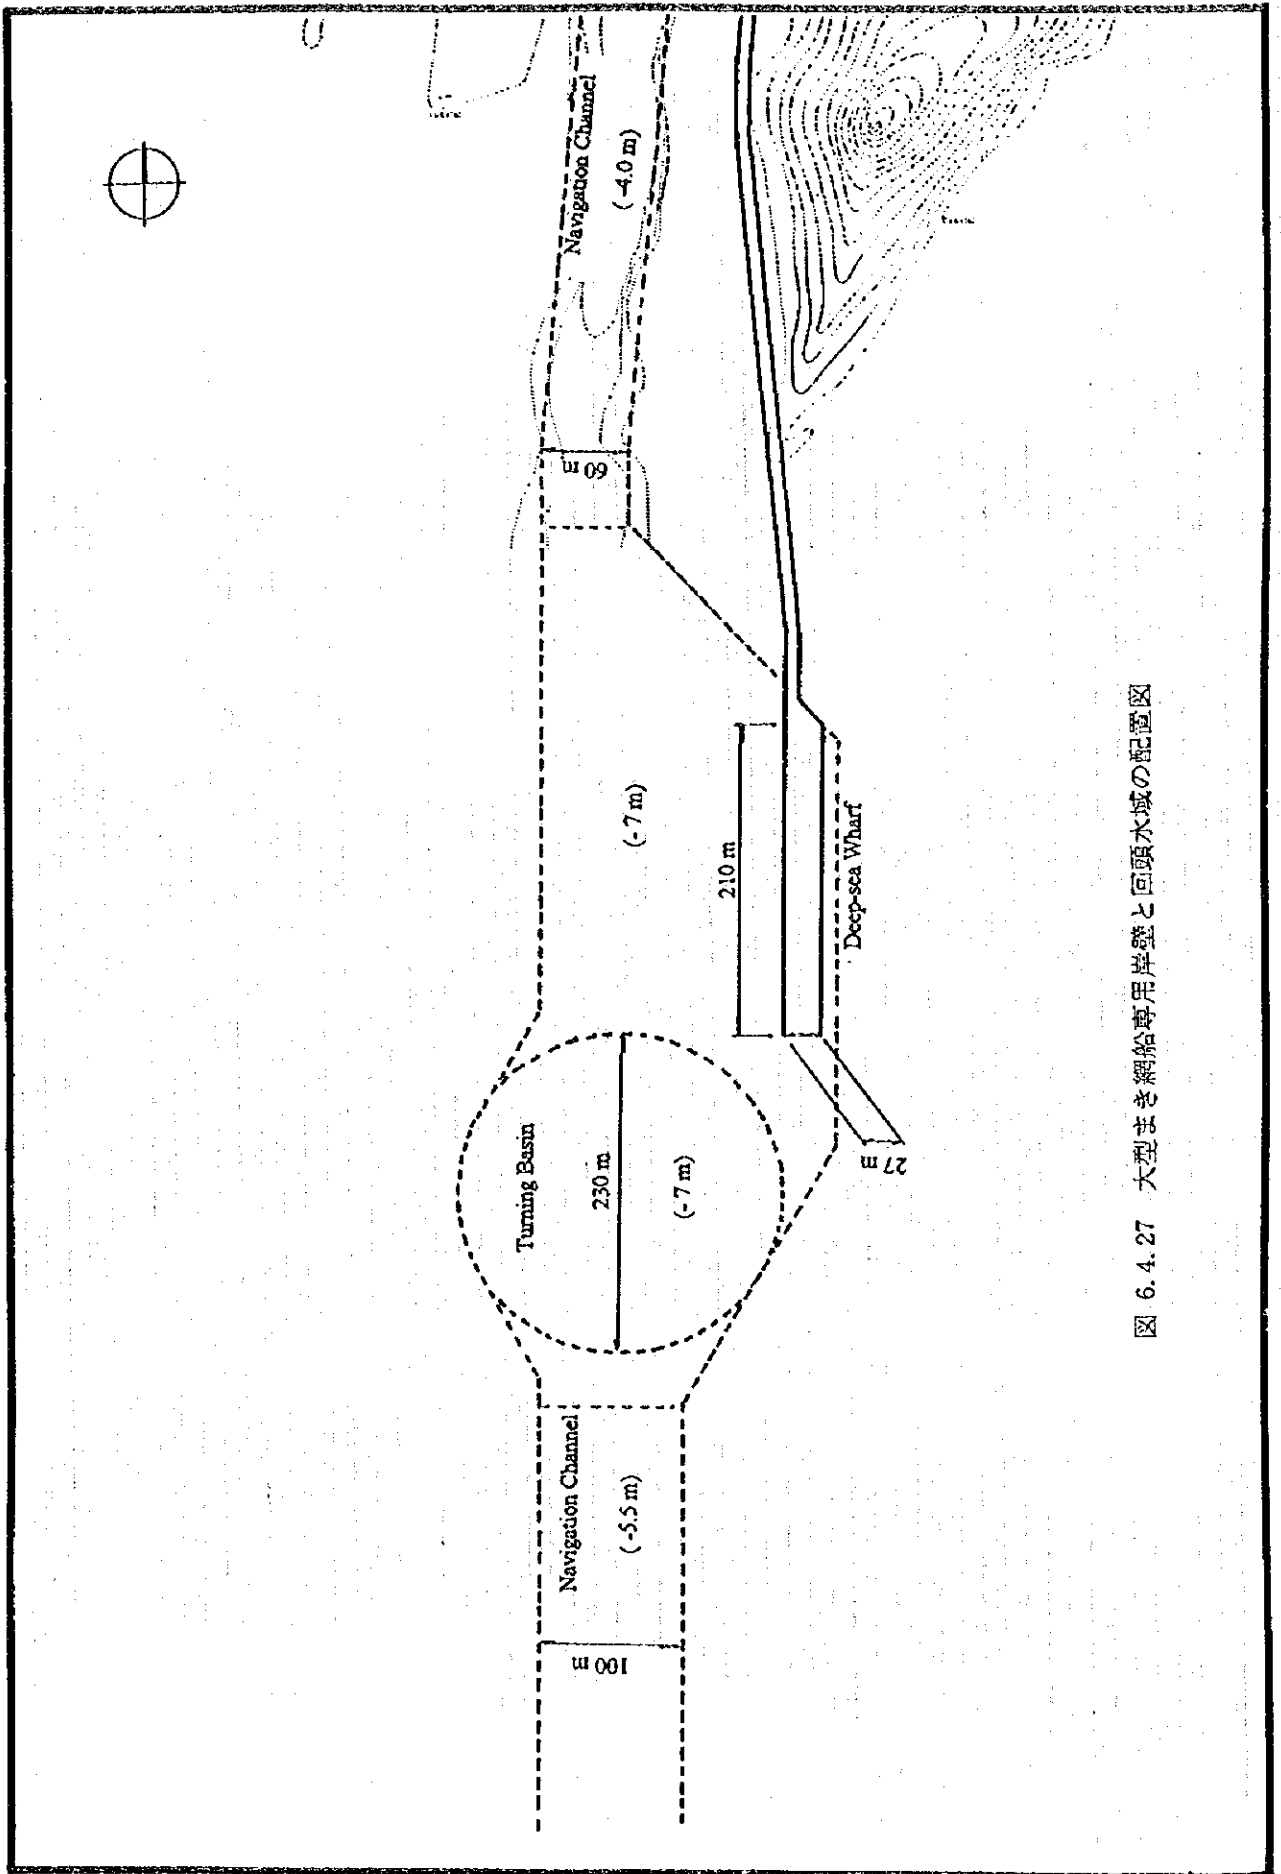 Navigation Channel
(-4.0 m)
60 m
(-7 m)
210 m
Deep-sea Wharf
Turning Basin
230 m
(-7 m)
27 m
Navigation Channel
(-5.5 m)
100 m
図 6.4.27 大型まき網船専用岸壁と回頭水域の配置図